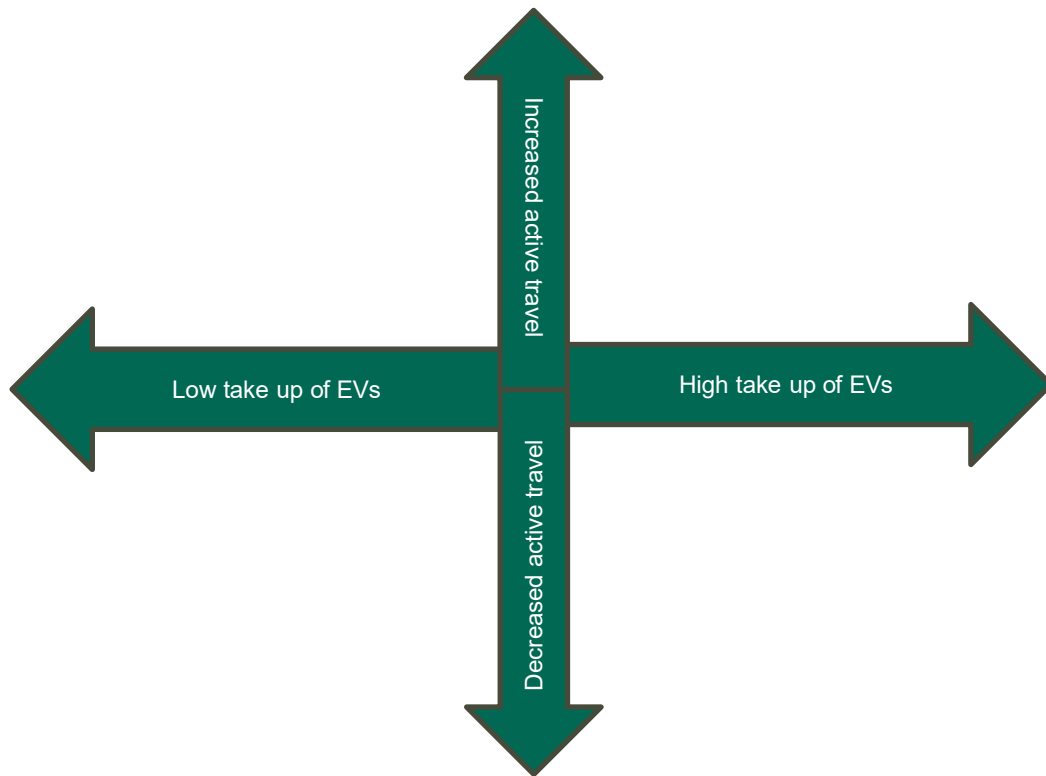 Increased active travel
Low take up of EVs
High take up of EVs
Decreased active travel